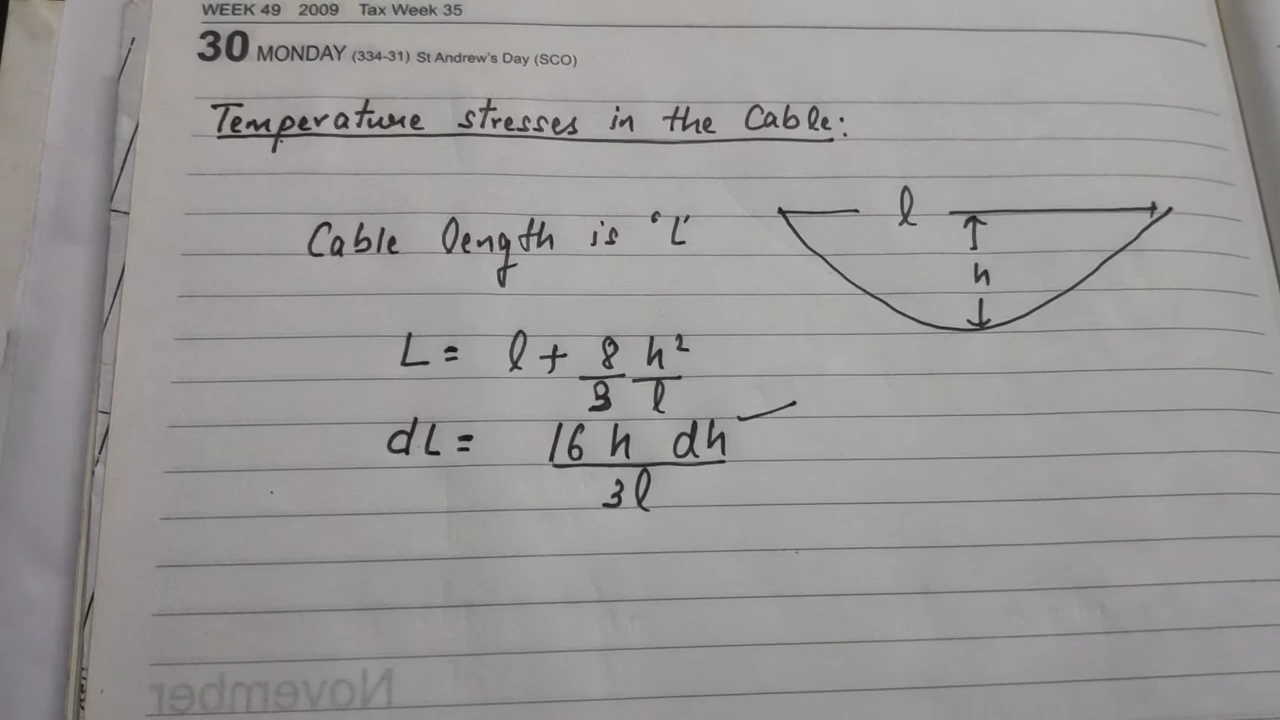 WEEK 49 2009 Tax Week 35
30 MONDAY (334-31) St Andrew's Day (SCO)
Temperature stresses in the Cable:
Cable length is 'L'
l
h
L = l + 8/3 h²/l
dL = 16 h dh / 3l
November